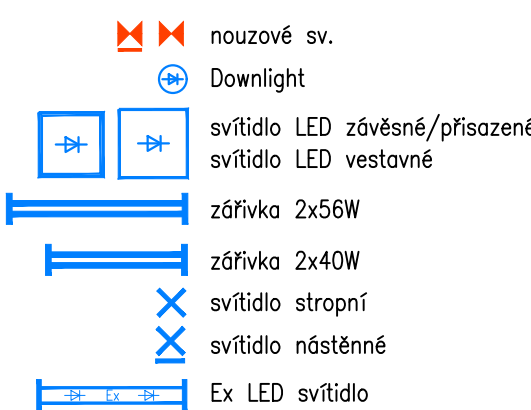 nouzové sv.
Downlight
svítidlo LED závěsné/přisazené
svítidlo LED vestavné
zářivka 2x56W
zářivka 2x40W
svítidlo stropní
svítidlo nástěnné
Ex
Ex LED svítidlo